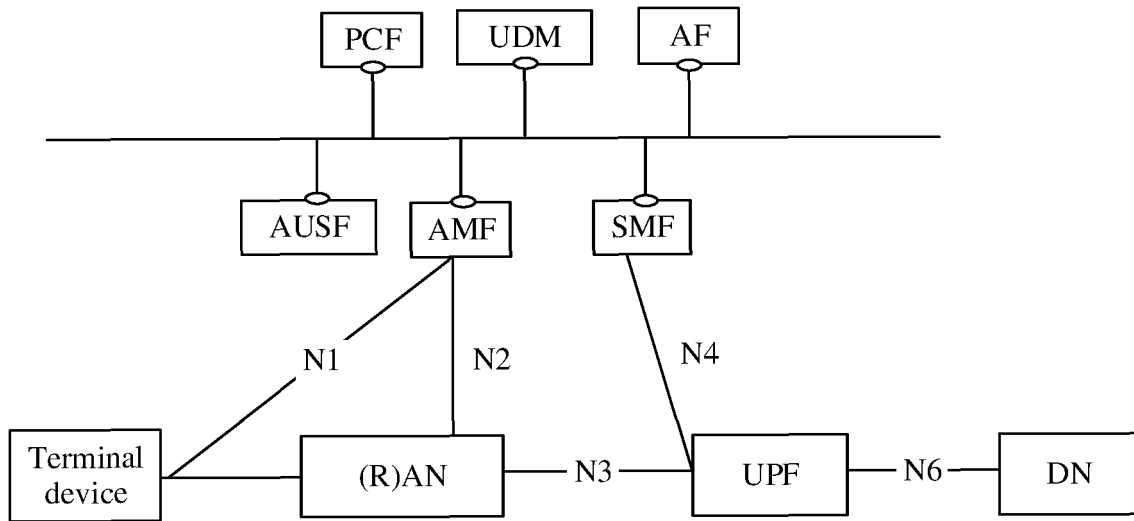 PCF
UDM
AF
AUSF
AMF
SMF
N1
N2
N4
Terminal
device
(R)AN
N3
UPF
N6
DN